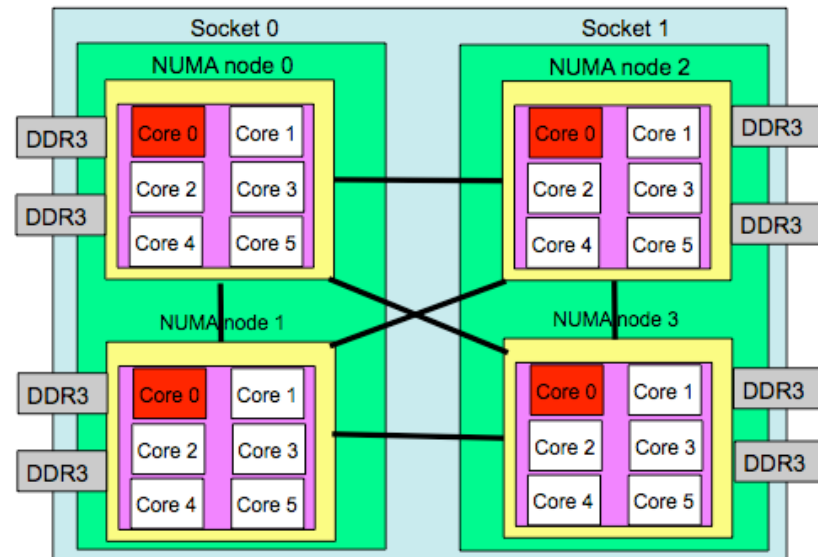 Socket 0 Socket 1
NUMA node 0 NUMA node 2
DDR3 Core 0 Core 1 Core 0 Core 1 DDR3
Core 2 Core 3 Core 2 Core 3
DDR3 Core 4 Core 5 Core 4 Core 5 DDR3
NUMA node 1 NUMA node 3
DDR3 Core 0 Core 1 Core 0 Core 1 DDR3
Core 2 Core 3 Core 2 Core 3
DDR3 Core 4 Core 5 Core 4 Core 5 DDR3